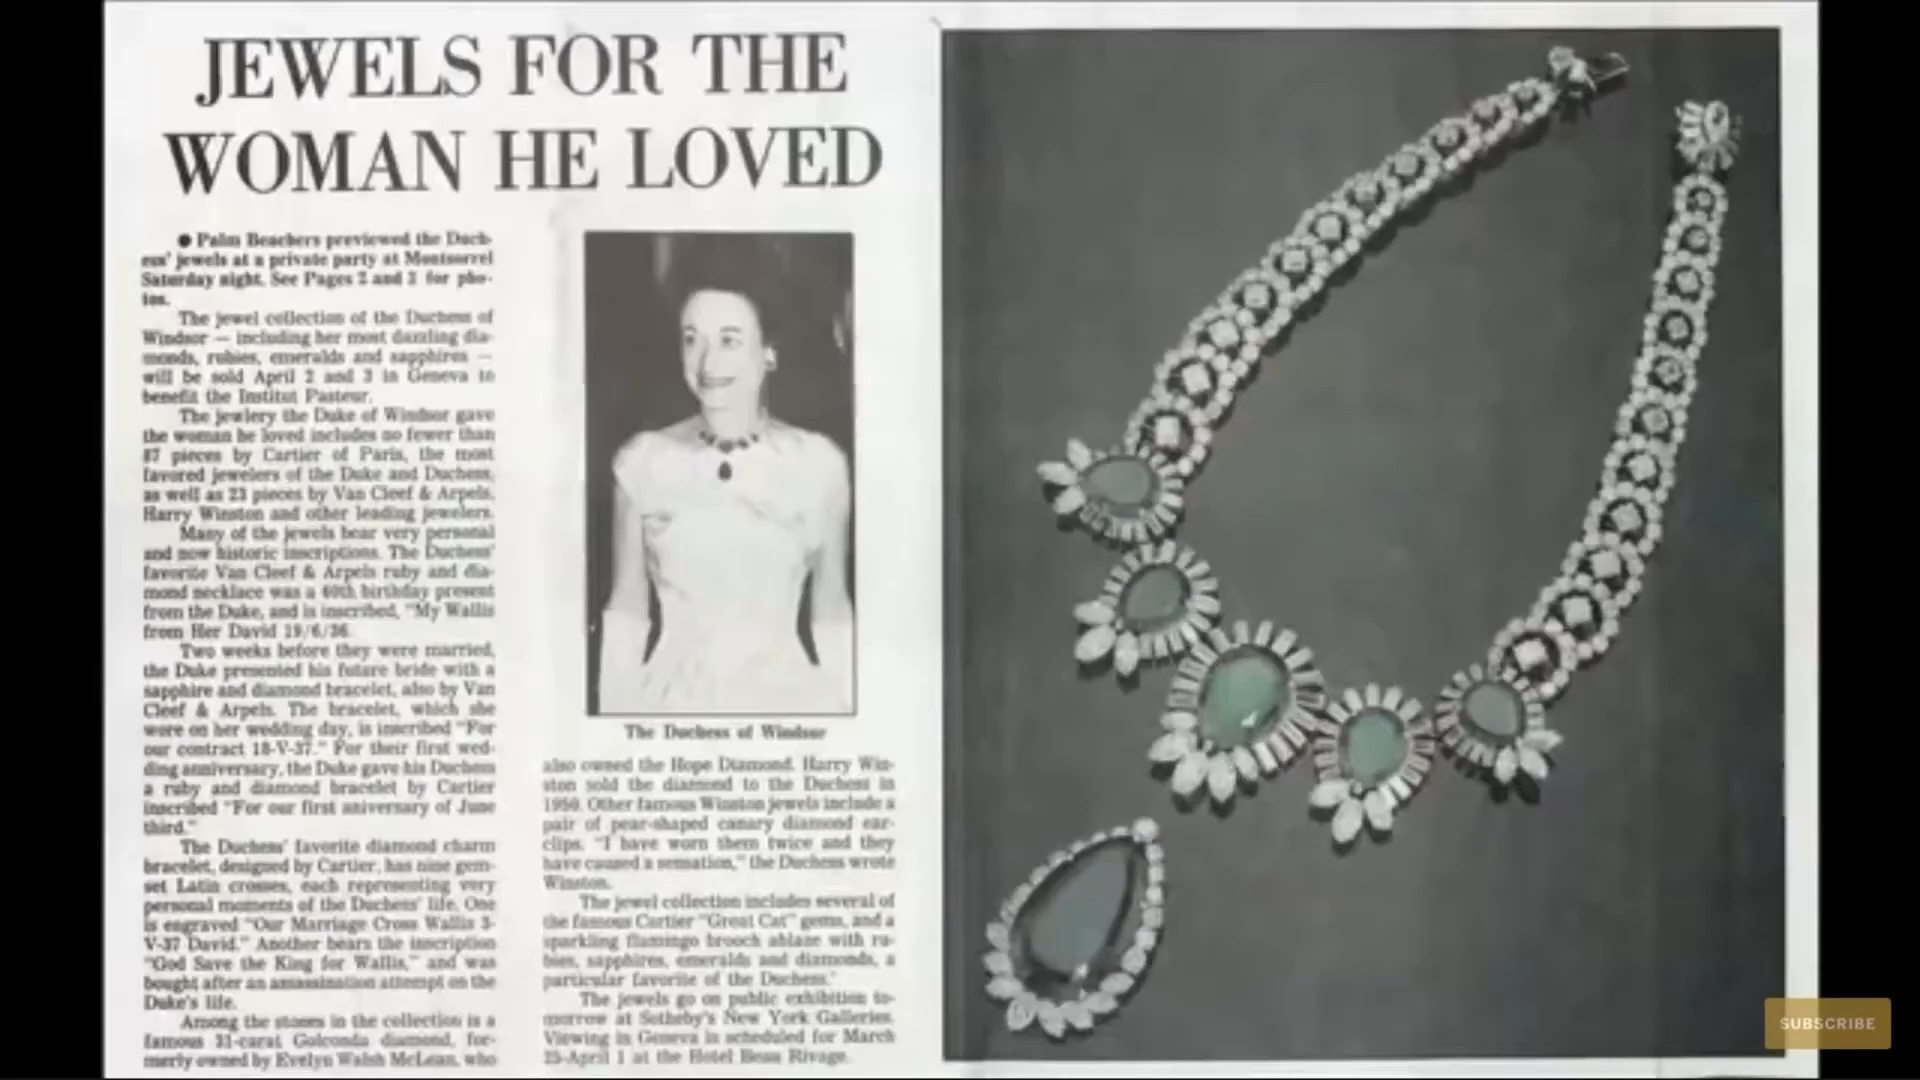 JEWELS FOR THE
WOMAN HE LOVED
● Palm Beachers previewed the Duch-
ess' jewels at a private party at Montsorrel
Saturday night. See Pages 2 and 3 for pho-
tos.
The jewel collection of the Duchess of
Windsor — including her most dazzling dia-
monds, rubies, emeralds and sapphires —
will be sold April 2 and 3 in Geneva to
benefit the Institut Pasteur.
The jewlery the Duke of Windsor gave
the woman he loved includes no fewer than
87 pieces by Cartier of Paris, the most
favored jewelers of the Duke and Duchess,
as well as 23 pieces by Van Cleef & Arpels,
Harry Winston and other leading jewelers.
Many of the jewels bear very personal
and now historic inscriptions. The Duchess'
favorite Van Cleef & Arpels ruby and dia-
mond necklace was a 40th birthday present
from the Duke, and is inscribed, "My Wallis
from Her David 19/6/36.
Two weeks before they were married,
the Duke presented his future bride with a
sapphire and diamond bracelet, also by Van
Cleef & Arpels. The bracelet, which she
wore on her wedding day, is inscribed "For
our contract 18-V-37." For their first wed-
ding anniversary, the Duke gave his Duchess
a ruby and diamond bracelet by Cartier
inscribed "For our first aniversary of June
third."
The Duchess' favorite diamond charm
bracelet, designed by Cartier, has nine gem-
set Latin crosses, each representing very
personal moments of the Duchess' life. One
is engraved "Our Marriage Cross Wallis 3-
V-37 David." Another bears the inscription
"God Save the King for Wallis," and was
bought after an assassination attempt on the
Duke's life.
Among the stones in the collection is a
famous 31-carat Golconda diamond, for-
merly owned by Evelyn Walsh McLean, who
The Duchess of Windsor
also owned the Hope Diamond. Harry Win-
ston sold the diamond to the Duchess in
1950. Other famous Winston jewels include a
pair of pear-shaped canary diamond ear-
clips. "I have worn them twice and they
have caused a sensation," the Duchess wrote
Winston.
The jewel collection includes several of
the famous Cartier "Great Cat" gems, and a
sparkling flamingo brooch ablaze with ru-
bies, sapphires, emeralds and diamonds, a
particular favorite of the Duchess.'
The jewels go on public exhibition to-
morrow at Sotheby's New York Galleries.
Viewing in Geneva is scheduled for March
25-April 1 at the Hotel Beau Rivage.
SUBSCRIBE